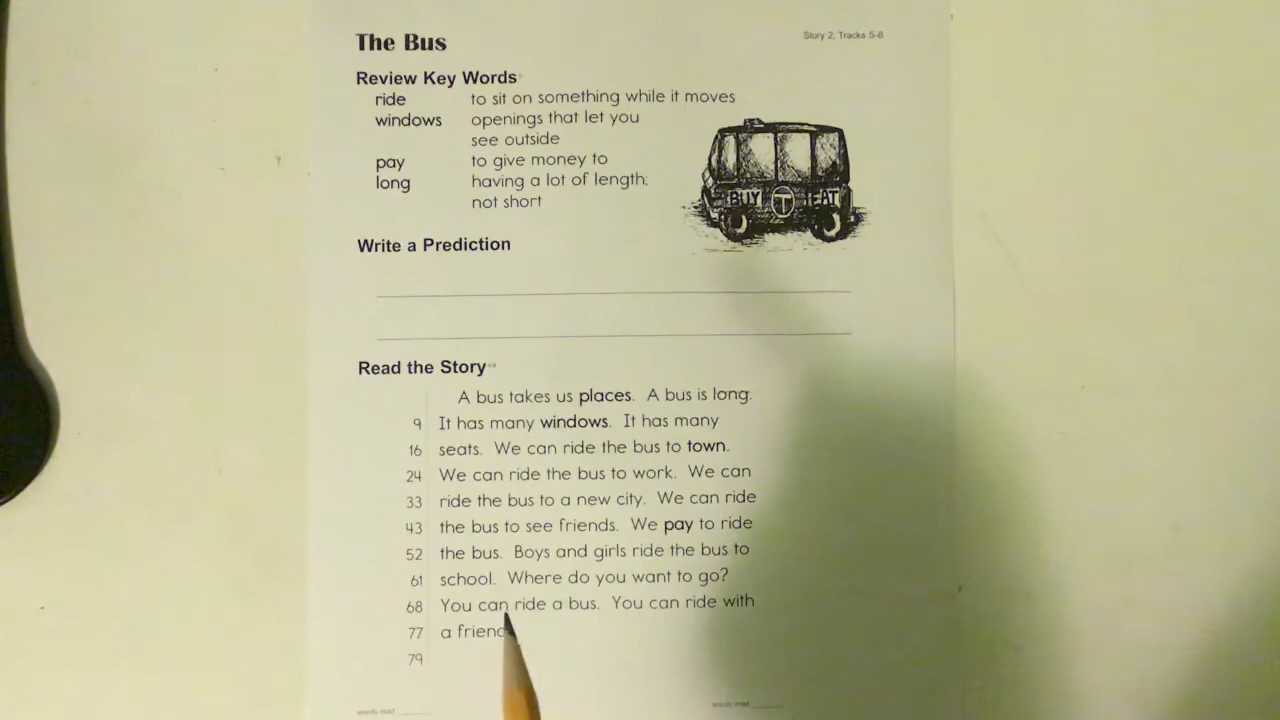 The Bus
Story 2, Tracks 5-8
Review Key Words
ride to sit on something while it moves
windows openings that let you
see outside
pay to give money to
long having a lot of length;
not short
BUY T EAT
Write a Prediction
Read the Story
A bus takes us places. A bus is long.
9 It has many windows. It has many
16 seats. We can ride the bus to town.
24 We can ride the bus to work. We can
33 ride the bus to a new city. We can ride
43 the bus to see friends. We pay to ride
52 the bus. Boys and girls ride the bus to
61 school. Where do you want to go?
68 You can ride a bus. You can ride with
77 a friend
79
words read words read